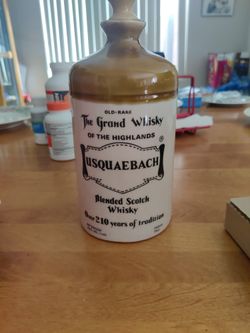 OLD-RARE
The Grand Whisky
OF THE HIGHLANDS
®
USQUAEBACH
Blended Scotch
Whisky
Over 210 years of tradition